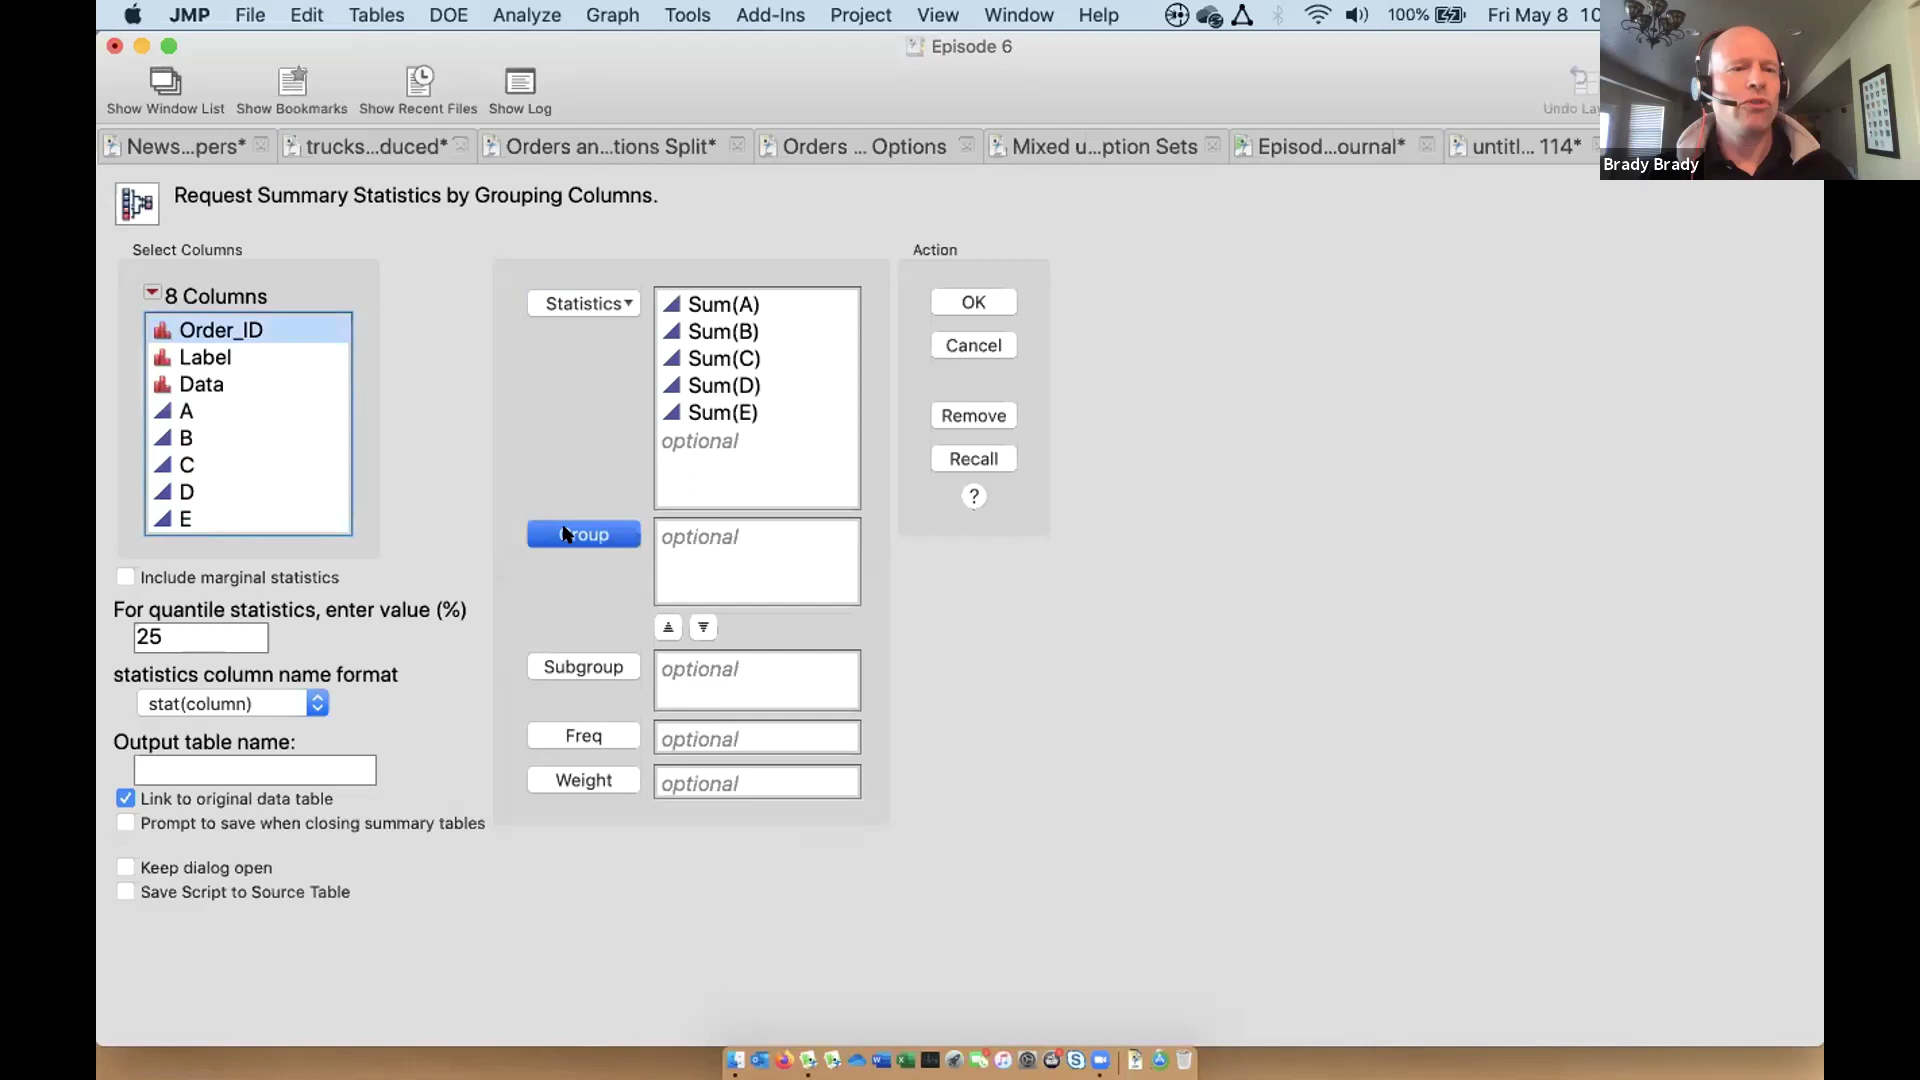 JMP File Edit Tables DOE Analyze Graph Tools Add-Ins Project View Window Help 100% Fri May 8 10
Episode 6
Show Window List Show Bookmarks Show Recent Files Show Log
Undo La
Brady Brady
News...pers* trucks...duced* Orders an...tions Split* Orders ... Options Mixed u...ption Sets Episod...ournal* untitl... 114*
Request Summary Statistics by Grouping Columns.
Select Columns
8 Columns
Order_ID
Label
Data
A
B
C
D
E
Include marginal statistics
For quantile statistics, enter value (%)
25
statistics column name format
stat(column)
Output table name:
Link to original data table
Prompt to save when closing summary tables
Keep dialog open
Save Script to Source Table
Statistics
Sum(A)
Sum(B)
Sum(C)
Sum(D)
Sum(E)
optional
Group
optional
Subgroup
optional
Freq
optional
Weight
optional
Action
OK
Cancel
Remove
Recall
?